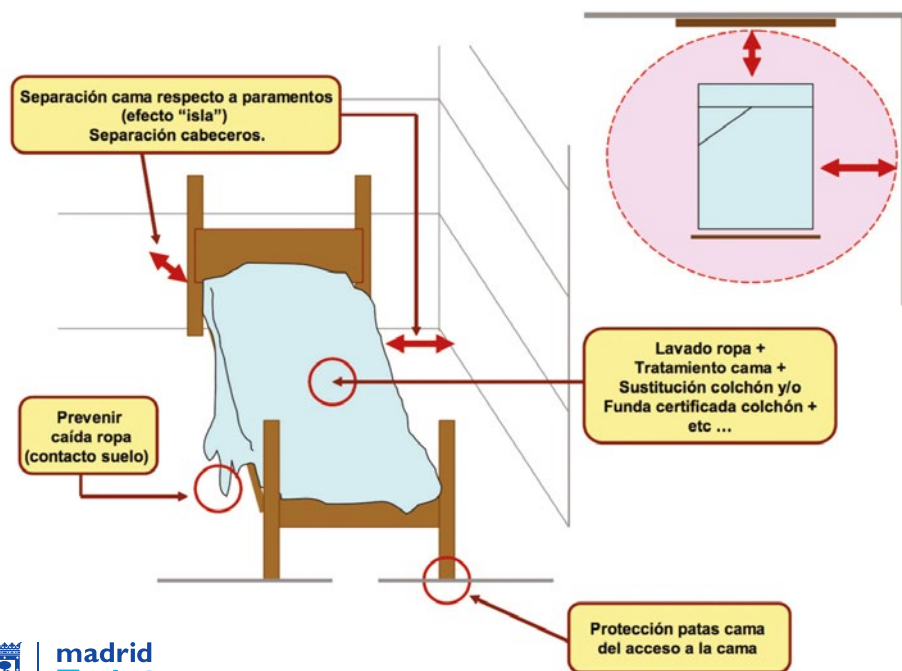 Separación cama respecto a paramentos
(efecto “isla”)
Separación cabeceros.
Lavado ropa +
Tratamiento cama +
Sustitución colchón y/o
Funda certificada colchón +
etc ...
Prevenir
caída ropa
(contacto suelo)
Protección patas cama
del acceso a la cama
madrid